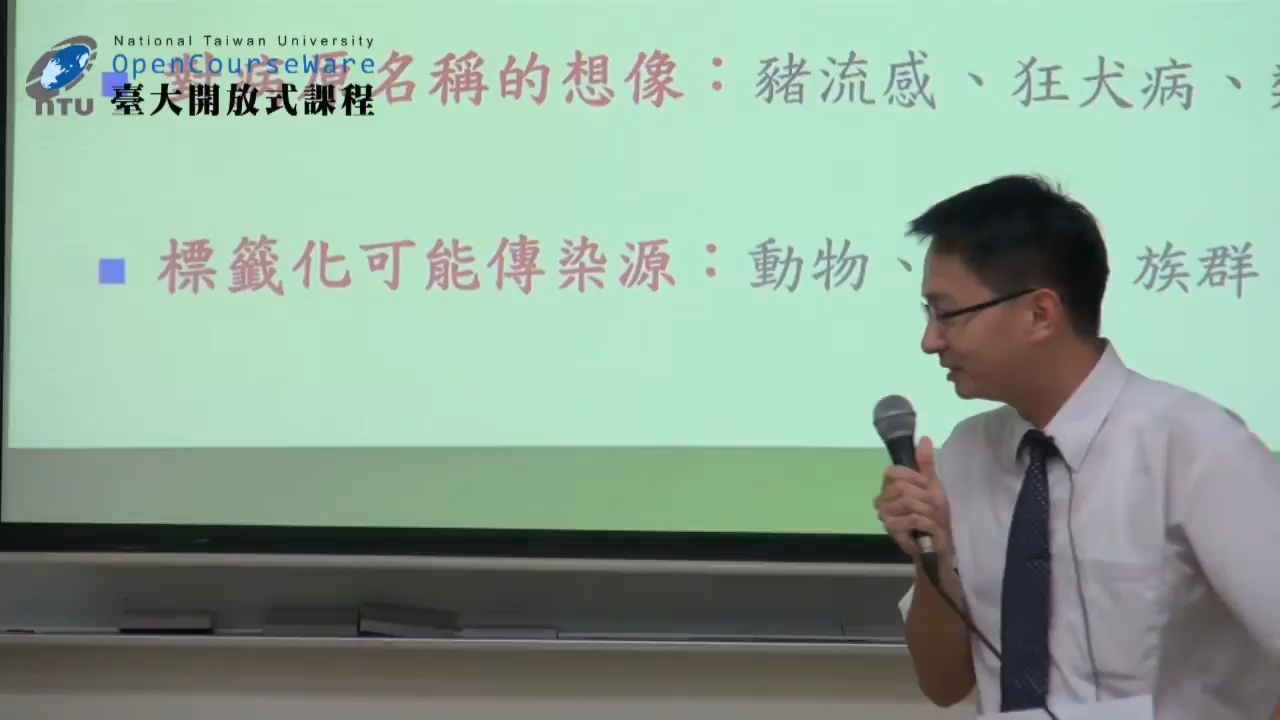 National Taiwan University
OpenCourseWare
NTU 臺大開放式課程
名稱的想像：豬流感、狂犬病、
標籤化可能傳染源：動物、族群